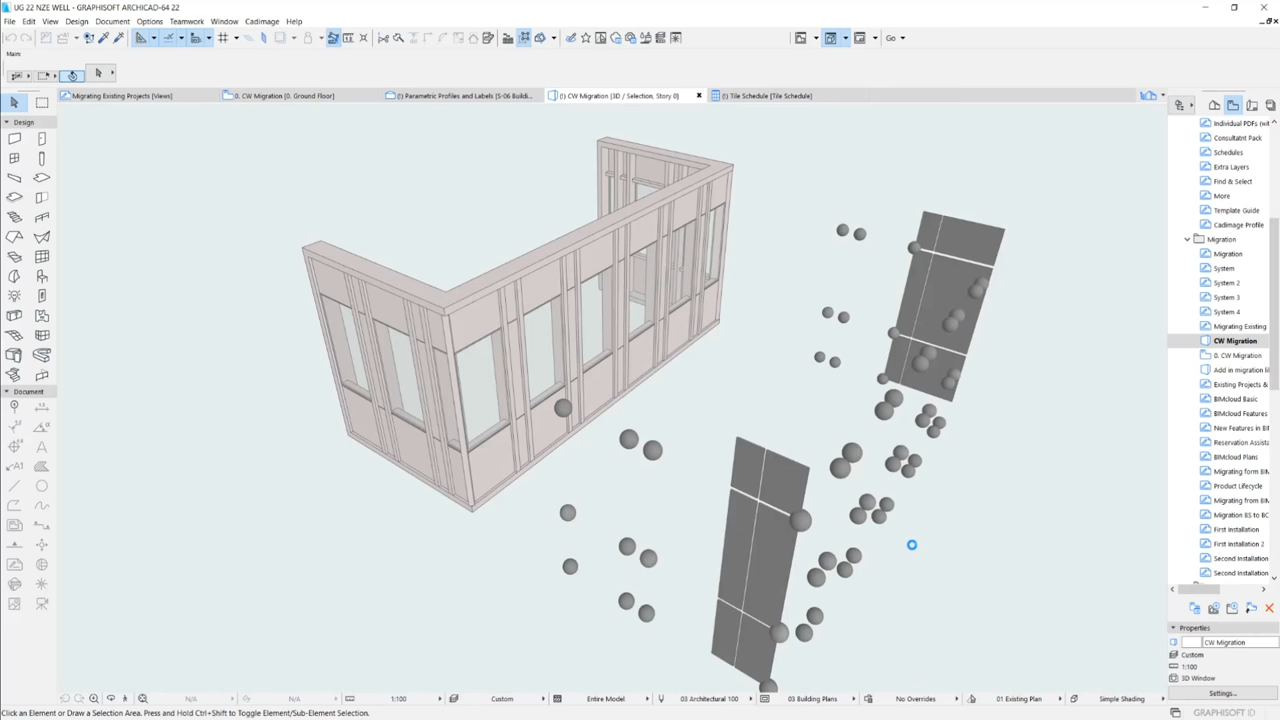 UG 22 NZE WELL - GRAPHISOFT ARCHICAD-64 22
File Edit View Design Document Options Teamwork Window Cadimage Help
Go
Main:
Migrating Existing Projects [Views]
0. CW Migration [0. Ground Floor]
(!) Parametric Profiles and Labels [S-06 Buildi...
(!) CW Migration [3D / Selection, Story 0]
(!) Tile Schedule [Tile Schedule]
Design
Document
Individual PDFs (wit
Consultatnt Pack
Schedules
Extra Layers
Find & Select
More
Template Guide
Cadimage Profile
Migration
Migration
System
System 2
System 3
System 4
Migrating Existing
CW Migration
0. CW Migration
Add in migration li
Existing Projects &
BIMcloud Basic
BIMcloud Features
New Features in BI
Reservation Assista
BIMcloud Plans
Migrating form BIM
Product Lifecycle
Migrating from BIM
Migration BS to BC
First installation
First installation 2
Second Installation
Second Installation
Properties
CW Migration
Custom
1:100
3D Window
Settings...
N/A N/A 1:100 Custom Entire Model 03 Architectural 100 03 Building Plans No Overrides 01 Existing Plan Simple Shading
Click an Element or Draw a Selection Area. Press and Hold Ctrl+Shift to Toggle Element/Sub-Element Selection.
GRAPHISOFT ID